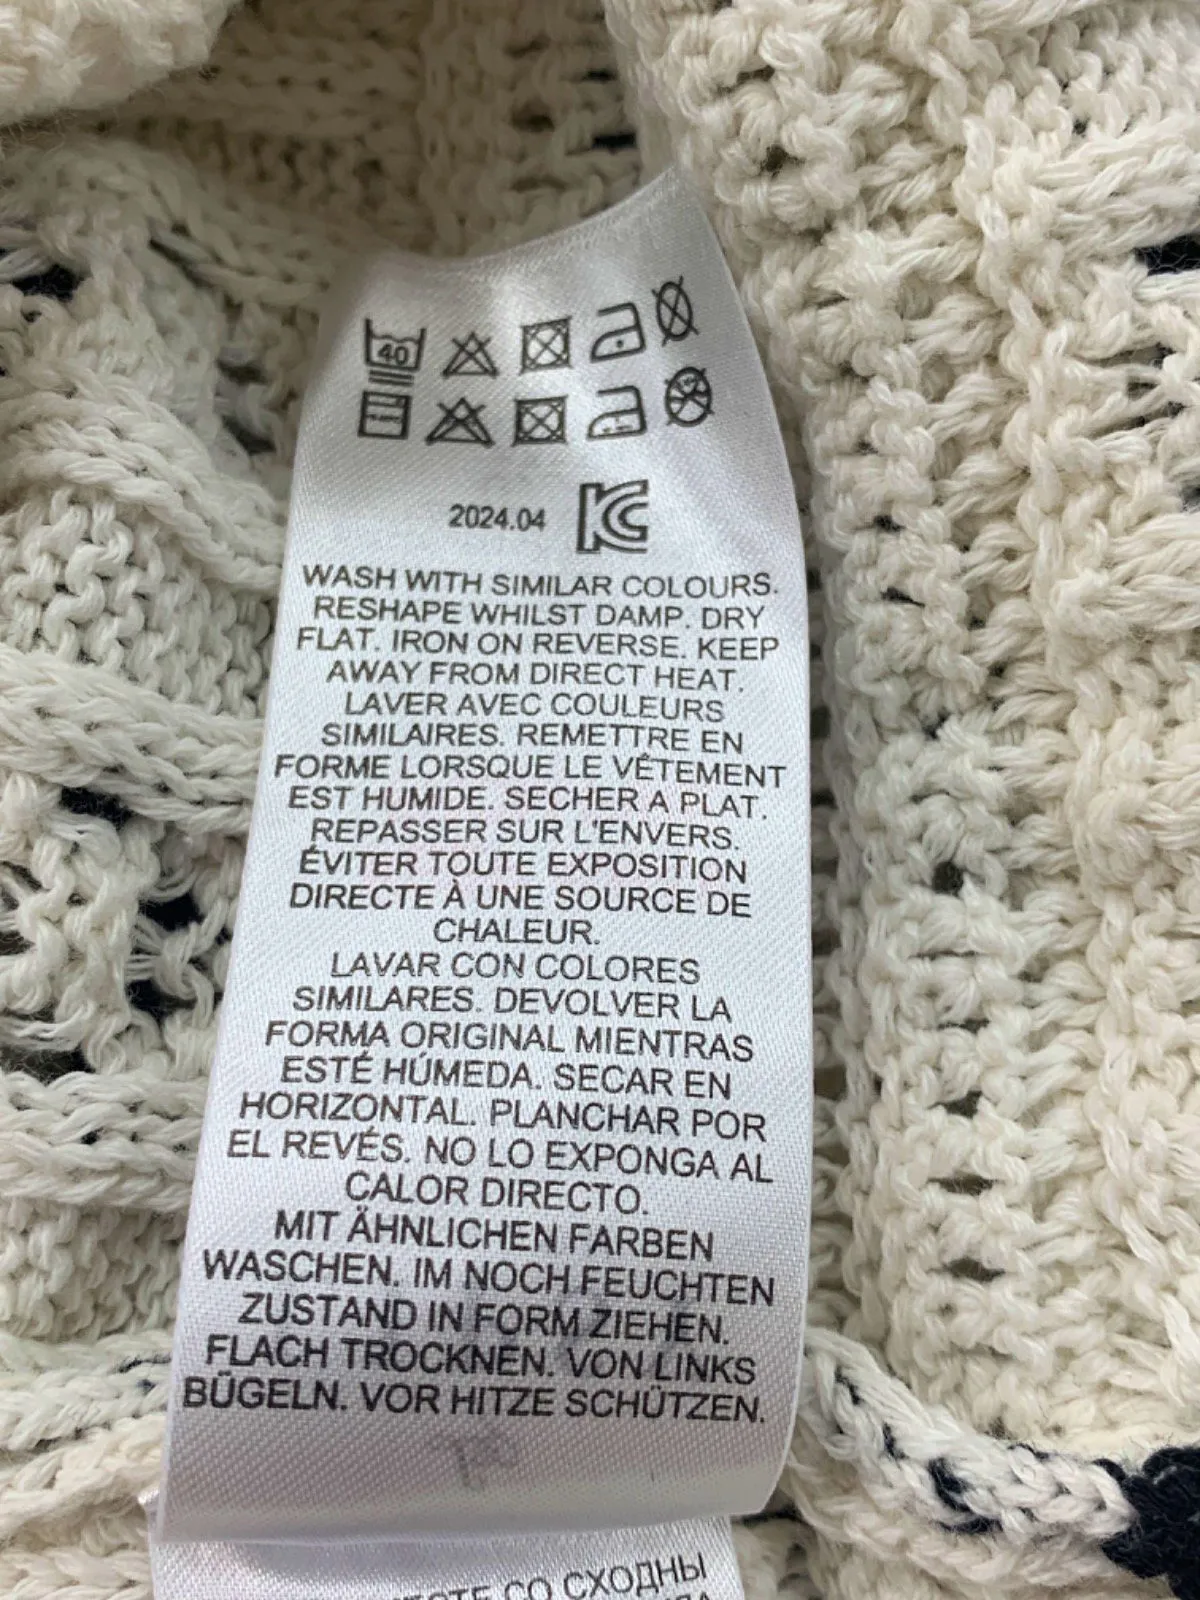 40
2024.04 KC
WASH WITH SIMILAR COLOURS.
RESHAPE WHILST DAMP. DRY
FLAT. IRON ON REVERSE. KEEP
AWAY FROM DIRECT HEAT.
LAVER AVEC COULEURS
SIMILAIRES. REMETTRE EN
FORME LORSQUE LE VÊTEMENT
EST HUMIDE. SECHER A PLAT.
REPASSER SUR L'ENVERS.
ÉVITER TOUTE EXPOSITION
DIRECTE À UNE SOURCE DE
CHALEUR.
LAVAR CON COLORES
SIMILARES. DEVOLVER LA
FORMA ORIGINAL MIENTRAS
ESTÉ HÚMEDA. SECAR EN
HORIZONTAL. PLANCHAR POR
EL REVÉS. NO LO EXPONGA AL
CALOR DIRECTO.
MIT ÄHNLICHEN FARBEN
WASCHEN. IM NOCH FEUCHTEN
ZUSTAND IN FORM ZIEHEN.
FLACH TROCKNEN. VON LINKS
BÜGELN. VOR HITZE SCHÜTZEN.
СО СХОДНЫ